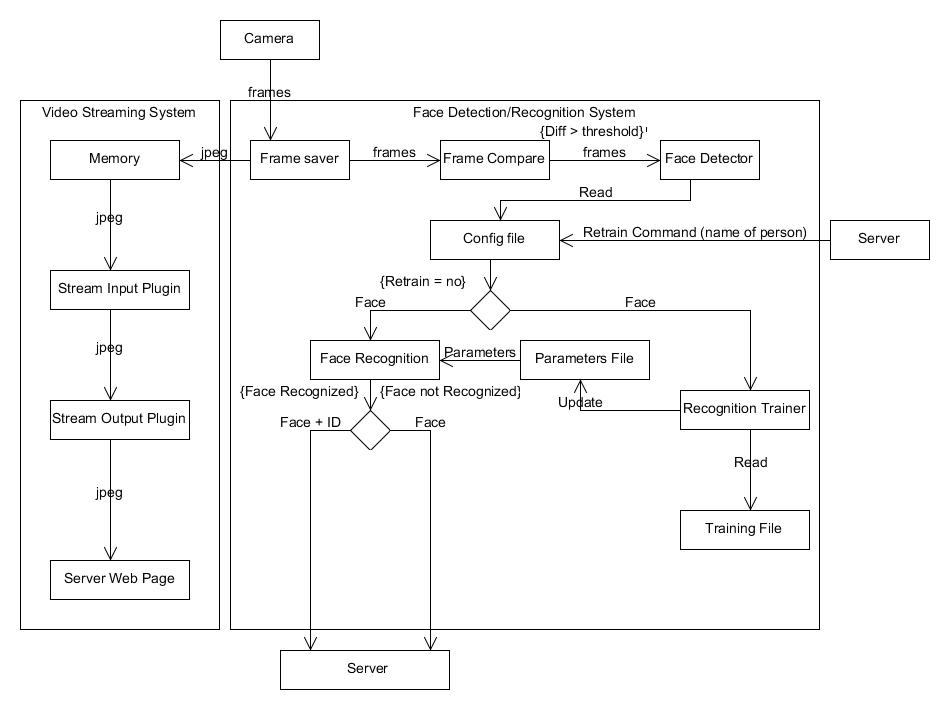 Camera
frames
Video Streaming System
Face Detection/Recognition System
{Diff > threshold}
Memory
jpeg
Frame saver
frames
Frame Compare
frames
Face Detector
Read
jpeg
Config file
Retrain Command (name of person)
Server
Stream Input Plugin
{Retrain = no}
Face
Face
jpeg
Face Recognition
Parameters
Parameters File
{Face Recognized}
{Face not Recognized}
Update
Recognition Trainer
Stream Output Plugin
Face + ID
Face
Read
jpeg
Training File
Server Web Page
Server